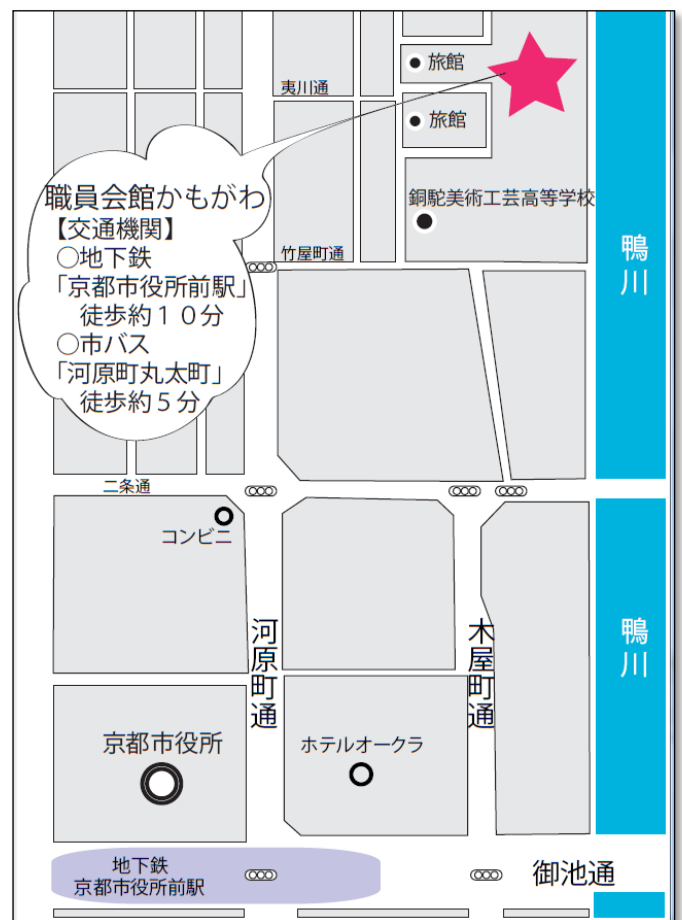 旅館
夷川通
旅館
職員会館かもがわ
【交通機関】
○地下鉄
「京都市役所前駅」
徒歩約１０分
○市バス
「河原町丸太町」
徒歩約５分
銅駝美術工芸高等学校
竹屋町通
鴨川
二条通
コンビニ
河原町通
木屋町通
鴨川
京都市役所
ホテルオークラ
地下鉄
京都市役所前駅
御池通